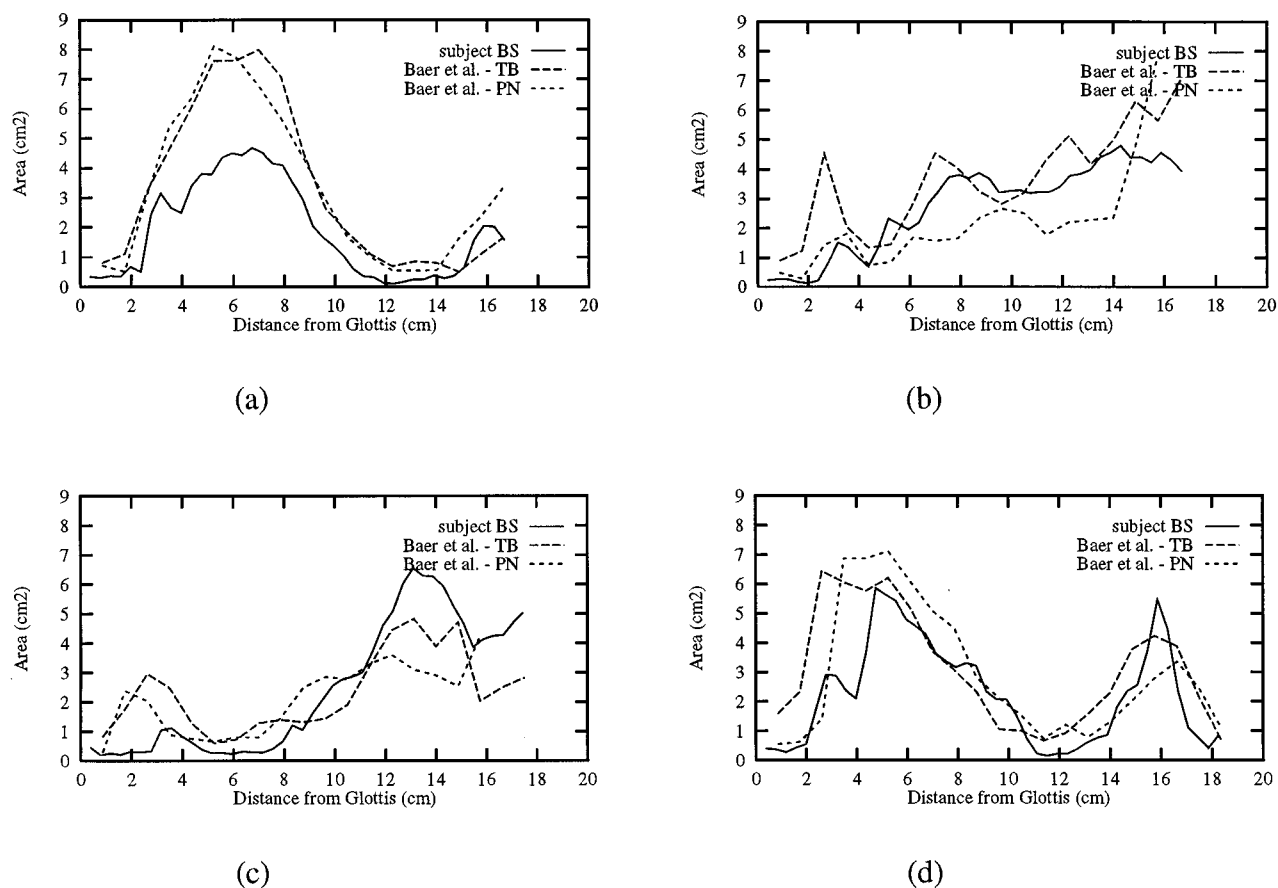 9
8
7
6
5
4
3
2
1
0
Area (cm2)
subject BS
Baer et al. - TB
Baer et al. - PN
0 2 4 6 8 10 12 14 16 18 20
Distance from Glottis (cm)
(a)
9
8
7
6
5
4
3
2
1
0
Area (cm2)
subject BS
Baer et al. - TB
Baer et al. - PN
0 2 4 6 8 10 12 14 16 18 20
Distance from Glottis (cm)
(b)
9
8
7
6
5
4
3
2
1
0
Area (cm2)
subject BS
Baer et al. - TB
Baer et al. - PN
0 2 4 6 8 10 12 14 16 18 20
Distance from Glottis (cm)
(c)
9
8
7
6
5
4
3
2
1
0
Area (cm2)
subject BS
Baer et al. - TB
Baer et al. - PN
0 2 4 6 8 10 12 14 16 18 20
Distance from Glottis (cm)
(d)